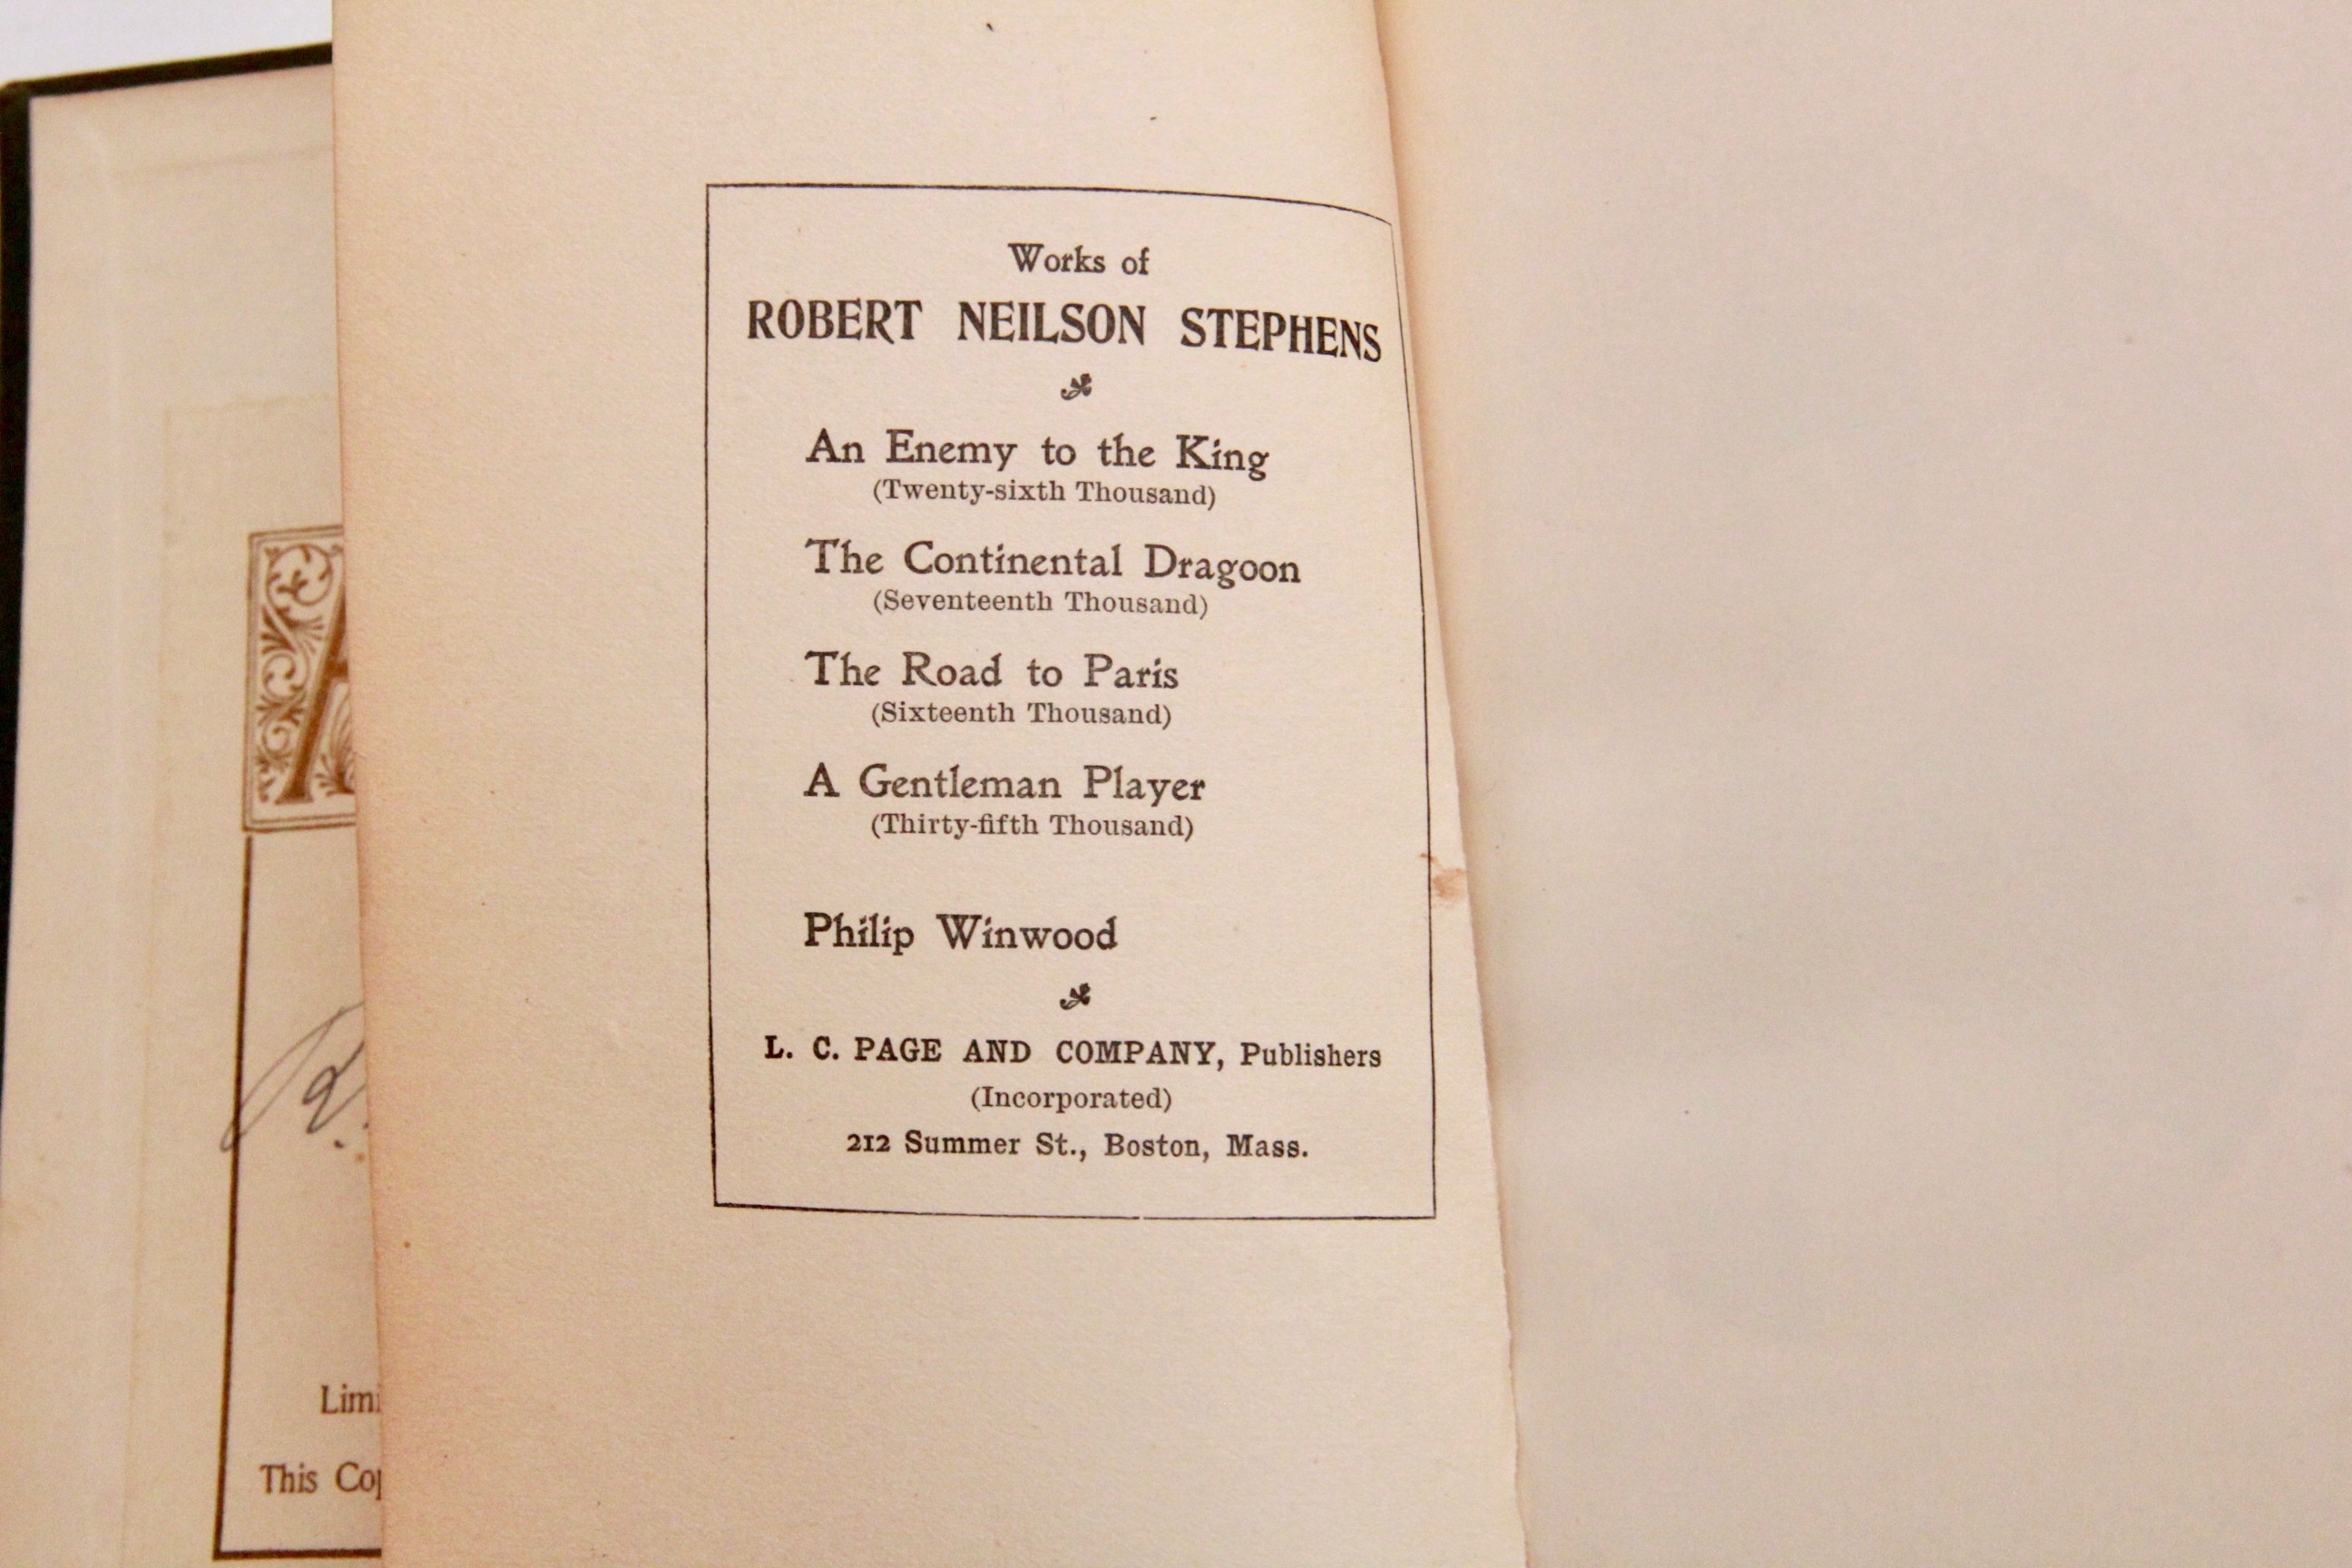 Works of
ROBERT NEILSON STEPHENS
An Enemy to the King
(Twenty-sixth Thousand)
The Continental Dragoon
(Seventeenth Thousand)
The Road to Paris
(Sixteenth Thousand)
A Gentleman Player
(Thirty-fifth Thousand)
Philip Winwood
L. C. PAGE AND COMPANY, Publishers
(Incorporated)
212 Summer St., Boston, Mass.
A
R.
This